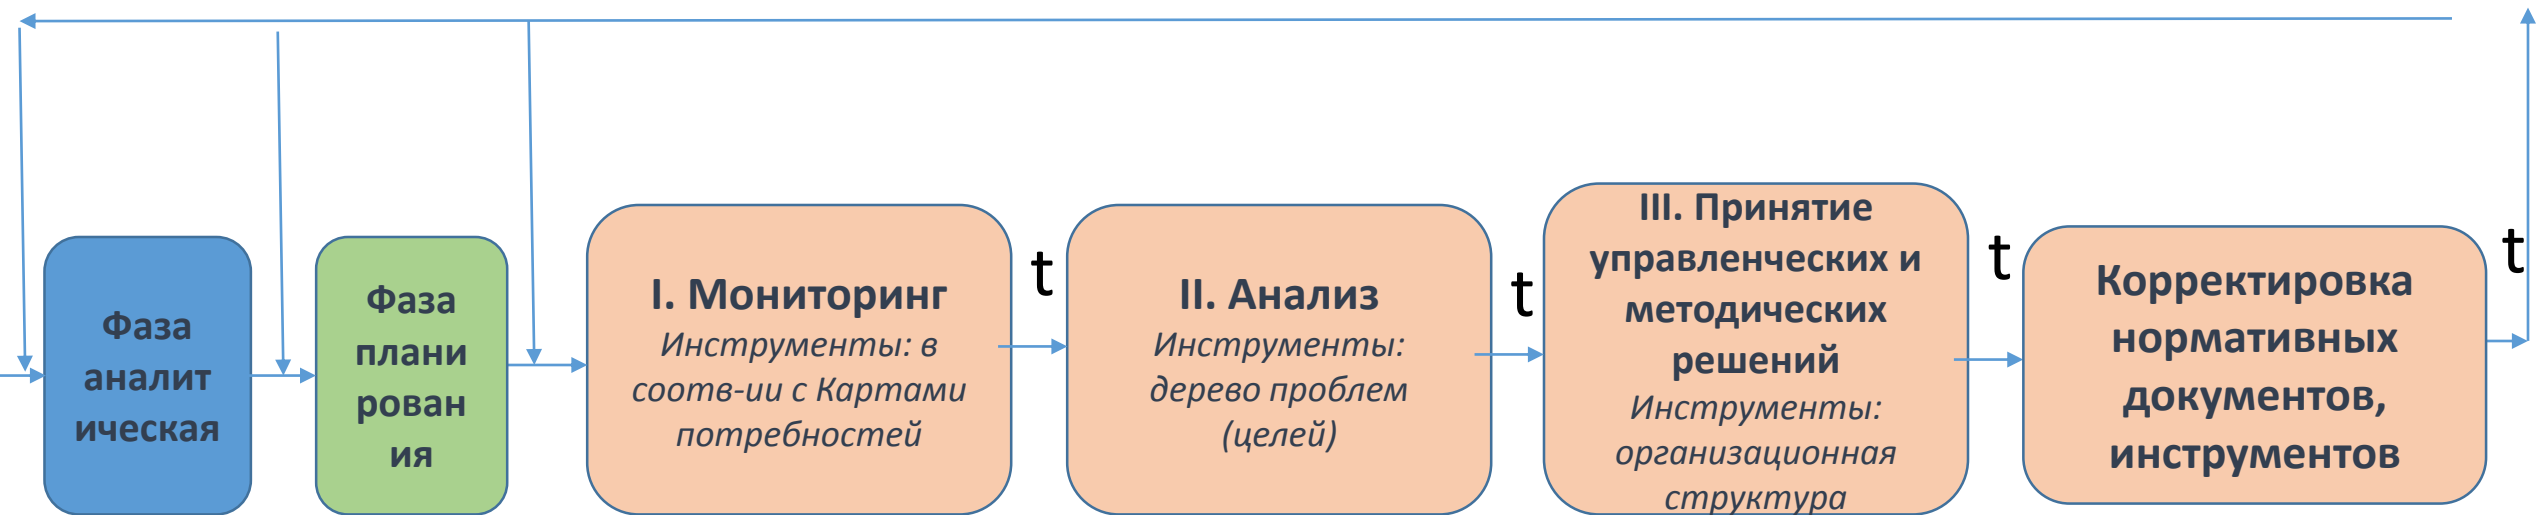 Фаза
аналит
ическая
Фаза
плани
рован
ия
I. Мониторинг
Инструменты: в
соотв-ии с Картами
потребностей
t
II. Анализ
Инструменты:
дерево проблем
(целей)
t
III. Принятие
управленческих и
методических
решений
Инструменты:
организационная
структура
t
Корректировка
нормативных
документов,
инструментов
t